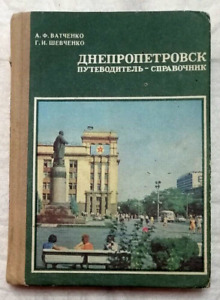 А. Ф. ВАТЧЕНКО
Г. И. ШЕВЧЕНКО
ДНЕПРОПЕТРОВСК
ПУТЕВОДИТЕЛЬ – СПРАВОЧНИК